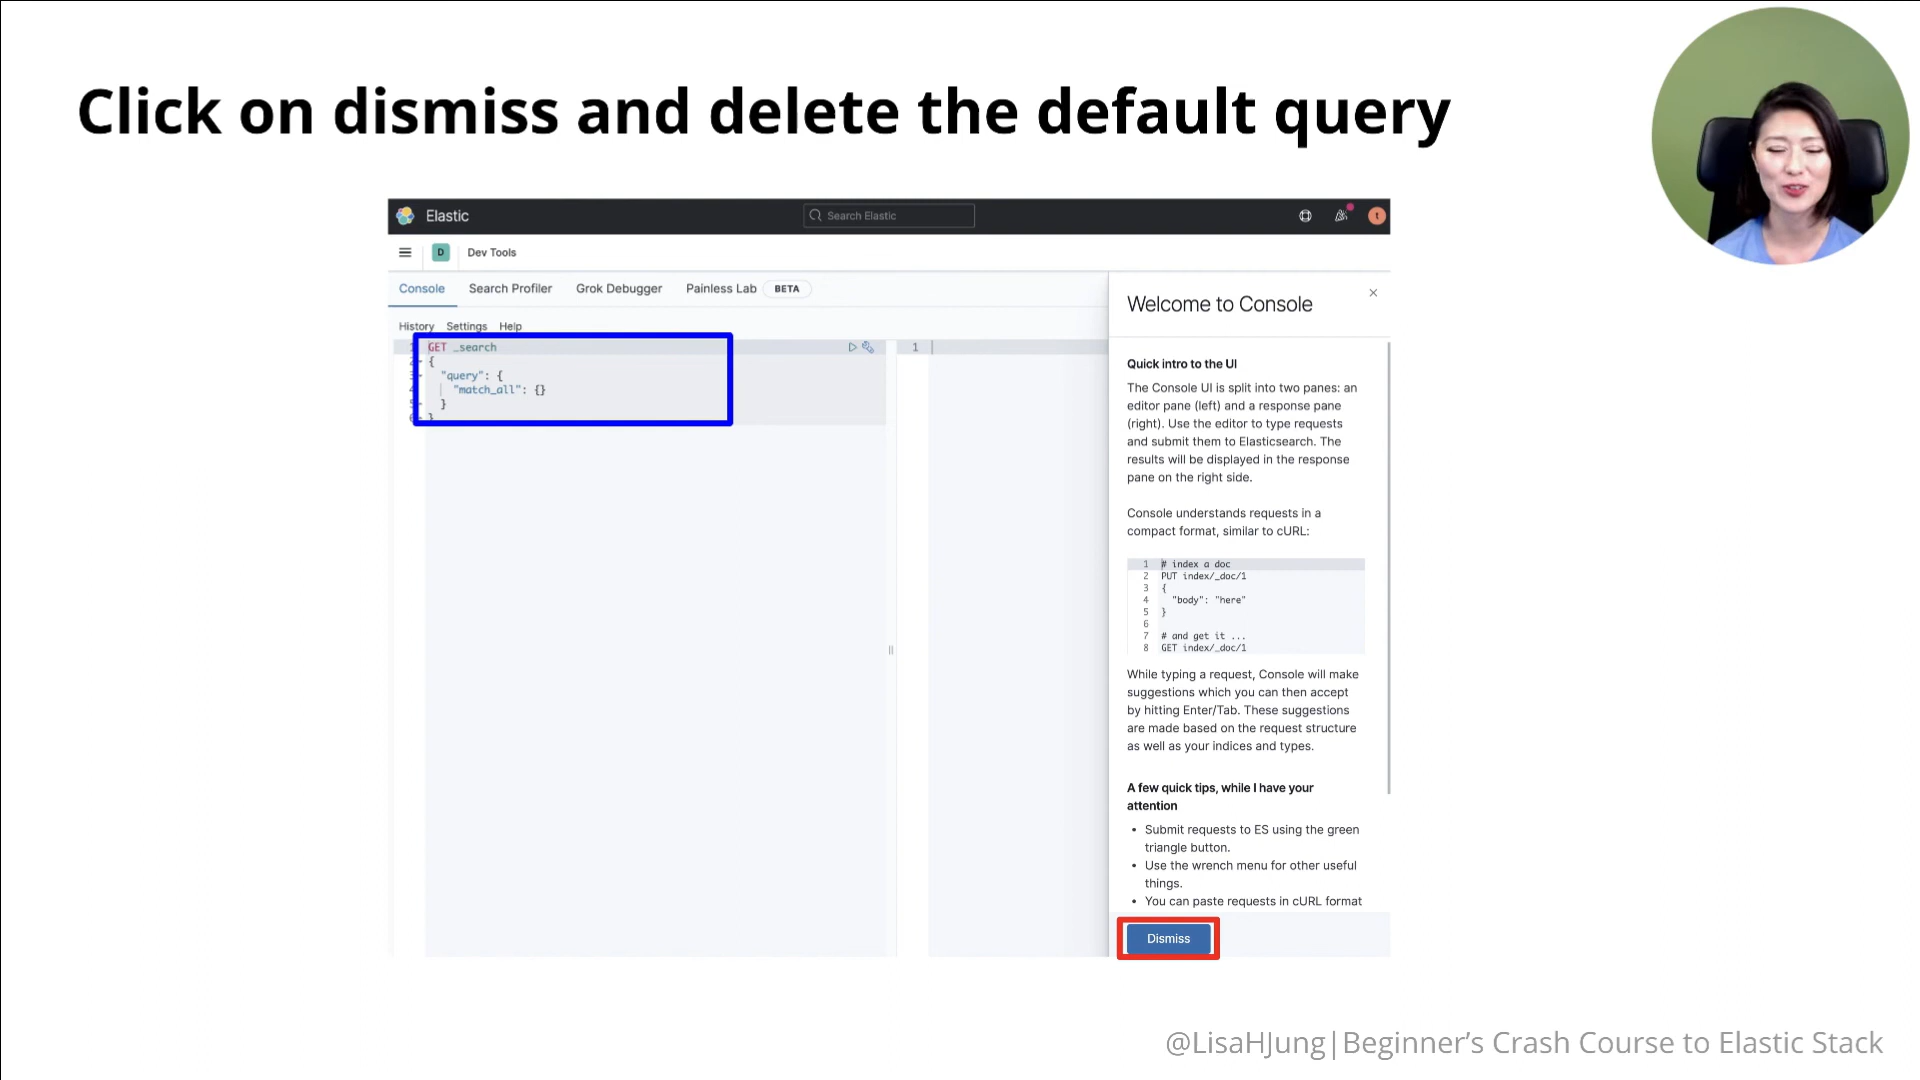 Click on dismiss and delete the default query
Elastic
Search Elastic
t
D
Dev Tools
Console
Search Profiler
Grok Debugger
Painless Lab
BETA
History
Settings
Help
1 GET _search
{
"query": {
"match_all": {}
}
}
1
Welcome to Console
Quick intro to the UI
The Console UI is split into two panes: an
editor pane (left) and a response pane
(right). Use the editor to type requests
and submit them to Elasticsearch. The
results will be displayed in the response
pane on the right side.
Console understands requests in a
compact format, similar to cURL:
1 # index a doc
2 PUT index/_doc/1
3 {
4 "body": "here"
5 }
6
7 # and get it ...
8 GET index/_doc/1
While typing a request, Console will make
suggestions which you can then accept
by hitting Enter/Tab. These suggestions
are made based on the request structure
as well as your indices and types.
A few quick tips, while I have your
attention
• Submit requests to ES using the green
triangle button.
• Use the wrench menu for other useful
things.
• You can paste requests in cURL format
Dismiss
@LisaHJung|Beginner’s Crash Course to Elastic Stack